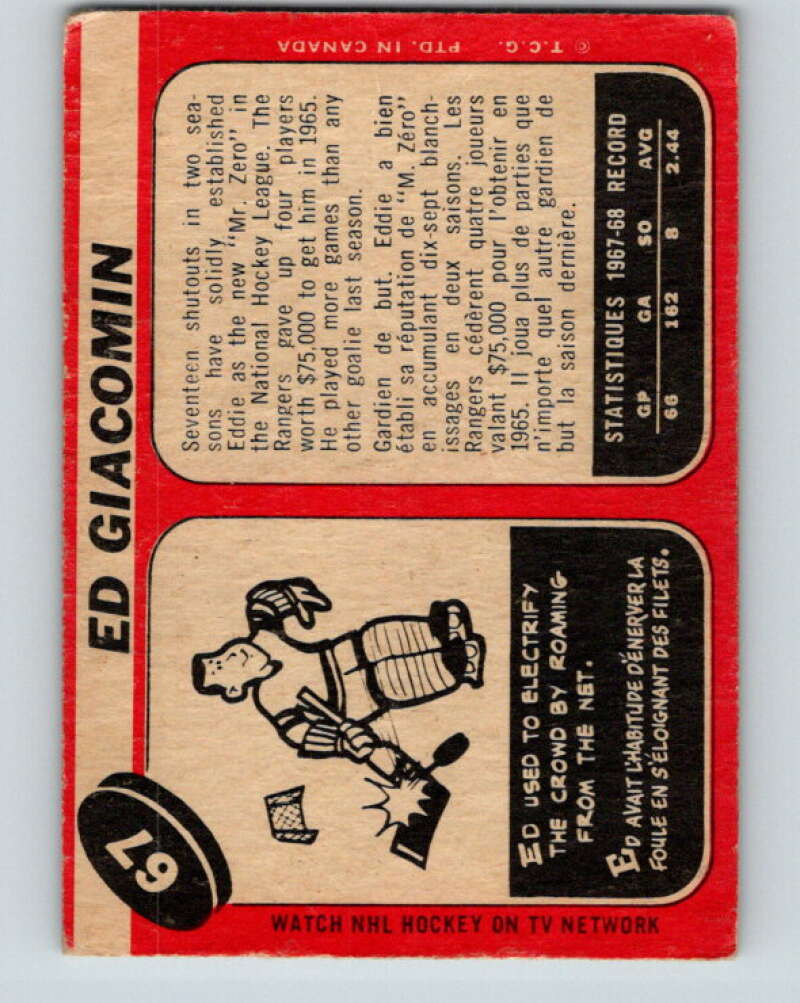 67
ED GIACOMIN
ED USED TO ELECTRIFY
THE CROWD BY ROAMING
FROM THE NET.
ED AVAIT L'HABITUDE D'ÉNERVER LA
FOULE EN S'ÉLOIGNANT DES FILETS.
WATCH NHL HOCKEY ON TV NETWORK
Seventeen shutouts in two sea-
sons have solidly established
Eddie as the new "Mr. Zero" in
the National Hockey League. The
Rangers gave up four players
worth $75,000 to get him in 1965.
He played more games than any
other goalie last season.
Gardien de but. Eddie a bien
établi sa réputation de "M. Zéro"
en accumulant dix-sept blanch-
issages en deux saisons. Les
Rangers cédèrent quatre joueurs
valant $75,000 pour l'obtenir en
1965. Il joua plus de parties que
n'importe quel autre gardien de
but la saison dernière.
STATISTIQUES 1967-68 RECORD
GP GA SO AVG
66 162 8 2.44
© T.C.G. PTD. IN CANADA